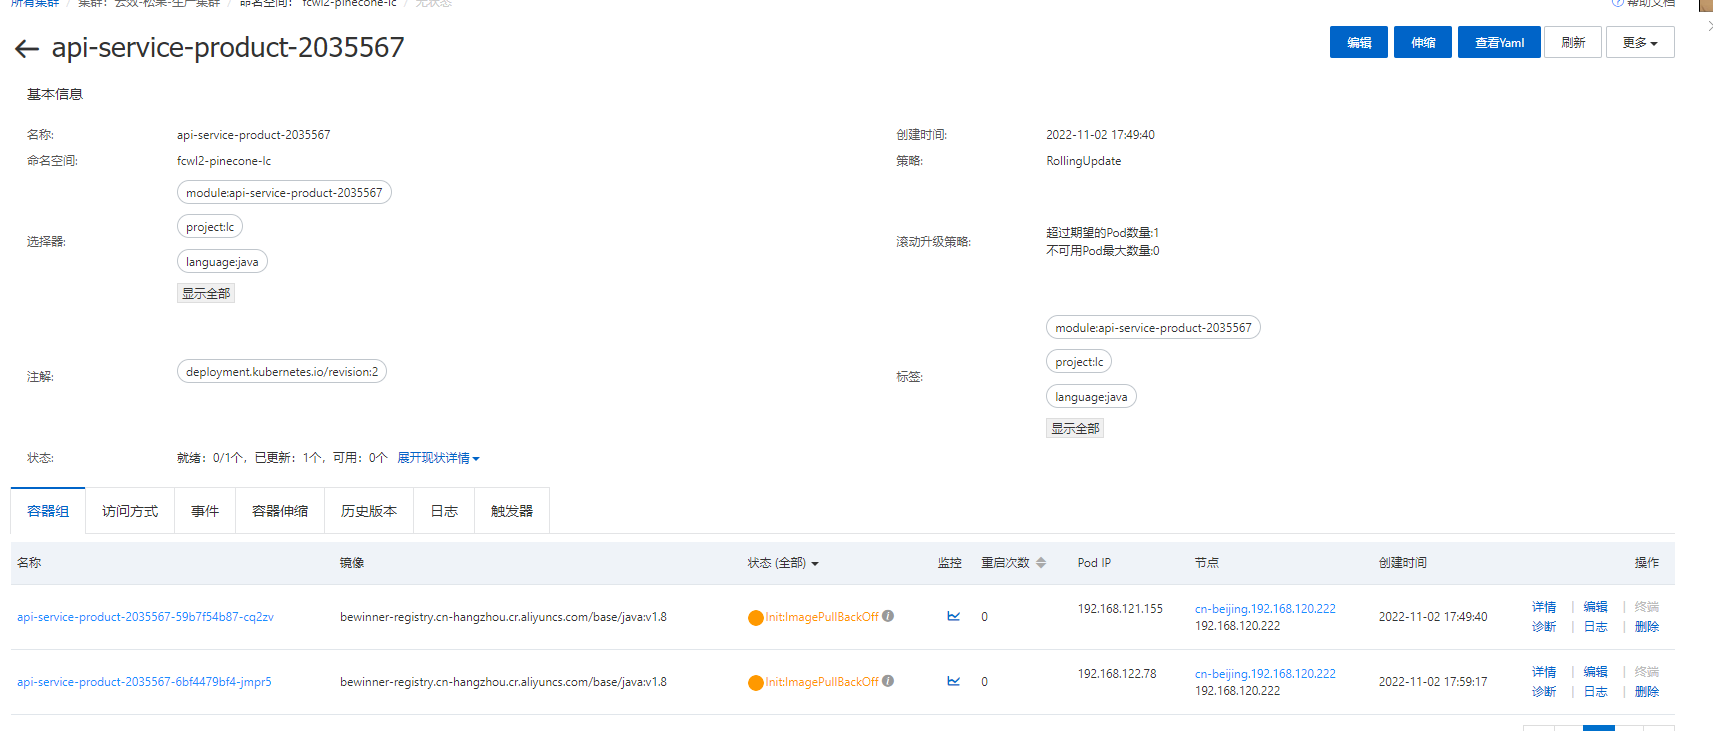 所有集群 / 集群：云效-松果-生产集群 / 命名空间： fcwl2-pinecone-lc / 无状态
帮助文档
← api-service-product-2035567
编辑 伸缩 查看Yaml 刷新 更多
基本信息
名称: api-service-product-2035567 创建时间: 2022-11-02 17:49:40
命名空间: fcwl2-pinecone-lc 策略: RollingUpdate
module:api-service-product-2035567
project:lc
选择器:
language:java
显示全部
滚动升级策略: 超过期望的Pod数量:1
不可用Pod最大数量:0
注解: deployment.kubernetes.io/revision:2
module:api-service-product-2035567
project:lc
标签:
language:java
显示全部
状态: 就绪：0/1个，已更新：1个，可用：0个 展开现状详情
容器组 访问方式 事件 容器伸缩 历史版本 日志 触发器
名称 镜像 状态 (全部) 监控 重启次数 Pod IP 节点 创建时间 操作
api-service-product-2035567-59b7f54b87-cq2zv bewinner-registry.cn-hangzhou.cr.aliyuncs.com/base/java:v1.8 Init:ImagePullBackOff 0 192.168.121.155 cn-beijing.192.168.120.222 2022-11-02 17:49:40 详情 | 编辑 | 终端
192.168.120.222 诊断 | 日志 | 删除
api-service-product-2035567-6bf4479bf4-jmpr5 bewinner-registry.cn-hangzhou.cr.aliyuncs.com/base/java:v1.8 Init:ImagePullBackOff 0 192.168.122.78 cn-beijing.192.168.120.222 2022-11-02 17:59:17 详情 | 编辑 | 终端
192.168.120.222 诊断 | 日志 | 删除